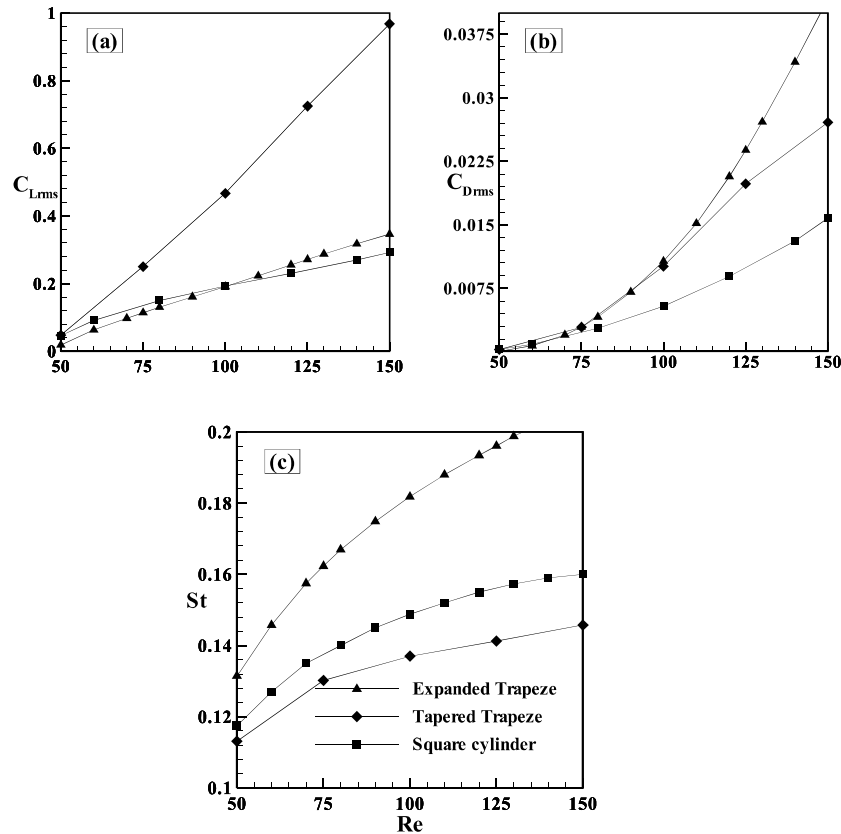 (a)
1
0.8
0.6
C_Lrms
0.4
0.2
0
50 75 100 125 150
(b)
0.0375
0.03
0.0225
C_Drms
0.015
0.0075
50 75 100 125 150
(c)
0.2
0.18
0.16
St
0.14
0.12
0.1
Expanded Trapeze
Tapered Trapeze
Square cylinder
50 75 100 125 150
Re